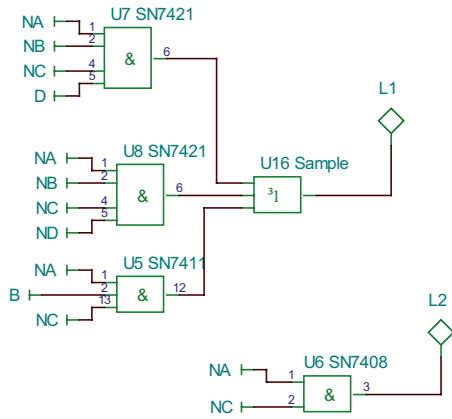 U7 SN7421
NA
1
NB
2
&
6
NC
4
D
5
L1
U8 SN7421
NA
1
NB
2
&
6
NC
4
ND
5
U16 Sample
³1
U5 SN7411
NA
1
B
2
&
12
NC
13
L2
U6 SN7408
NA
1
&
3
NC
2